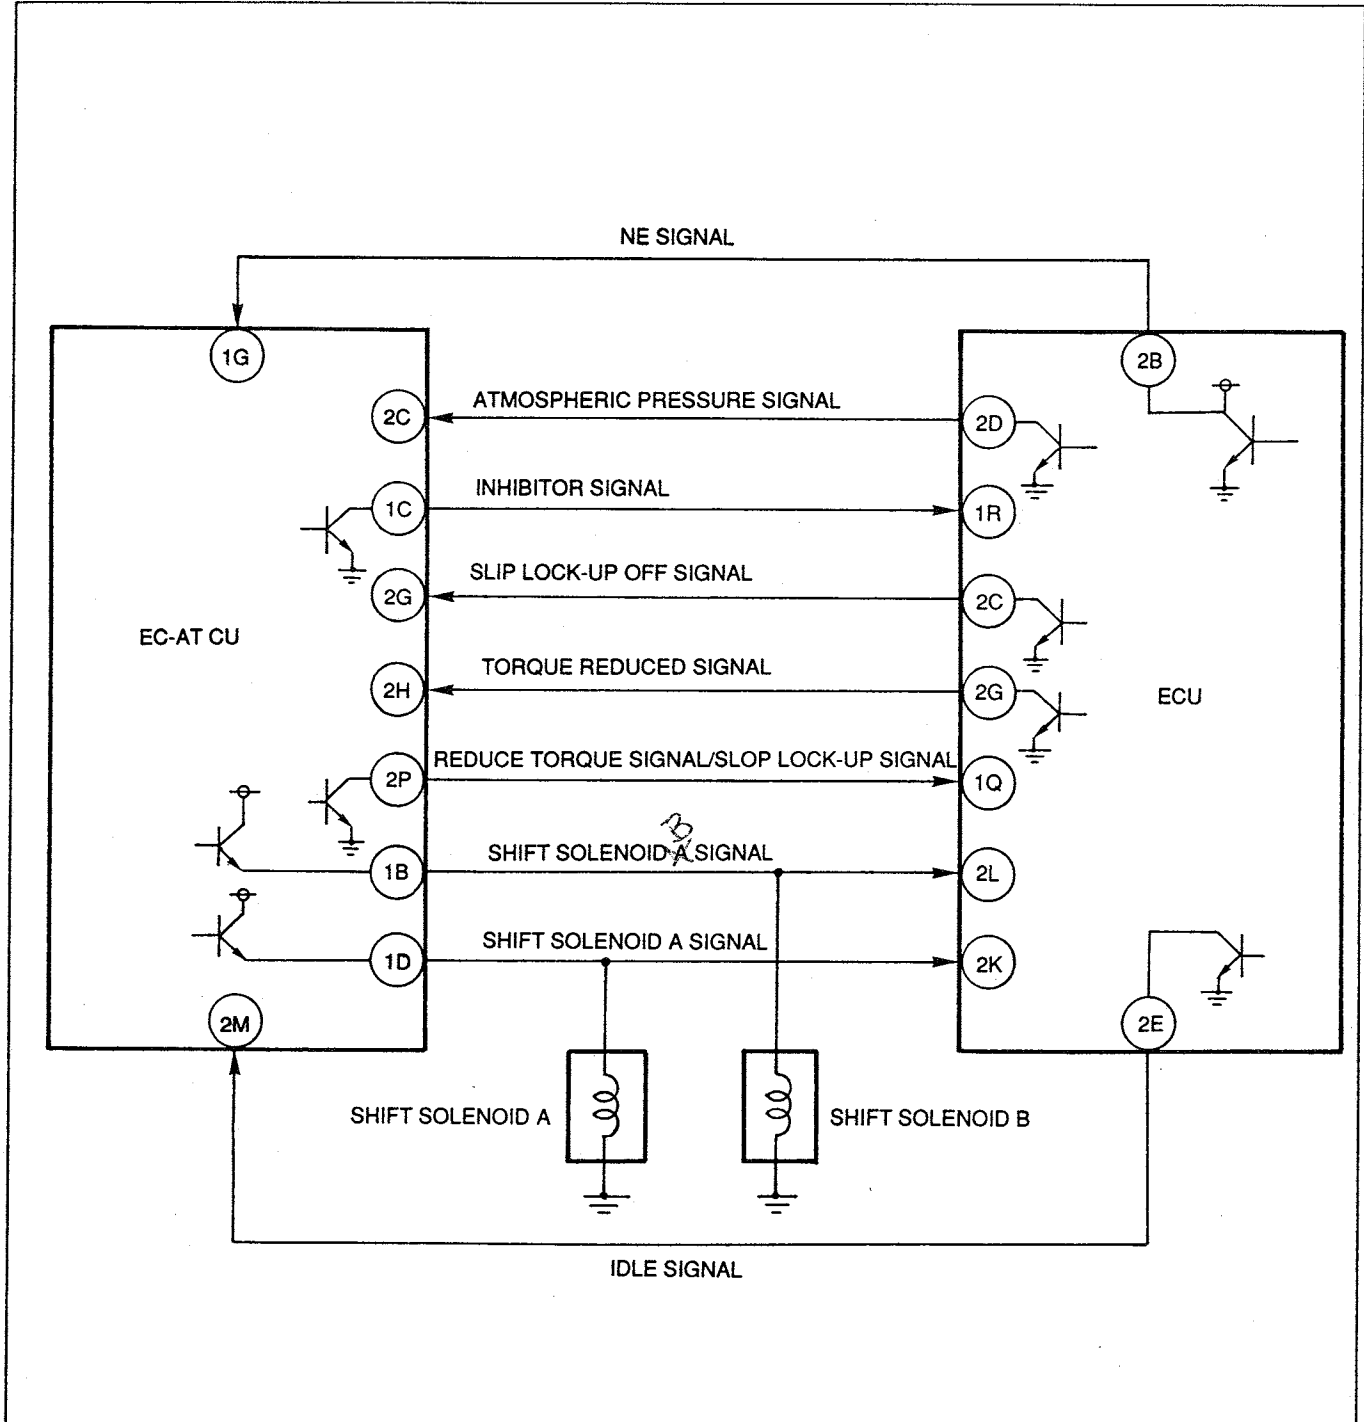 NE SIGNAL
1G
2B
2C
ATMOSPHERIC PRESSURE SIGNAL
2D
1C
INHIBITOR SIGNAL
1R
2G
SLIP LOCK-UP OFF SIGNAL
2C
EC-AT CU
2H
TORQUE REDUCED SIGNAL
2G
ECU
2P
REDUCE TORQUE SIGNAL/SLOP LOCK-UP SIGNAL
1Q
B
1B
SHIFT SOLENOID A SIGNAL
2L
1D
SHIFT SOLENOID A SIGNAL
2K
2M
2E
SHIFT SOLENOID A
SHIFT SOLENOID B
IDLE SIGNAL